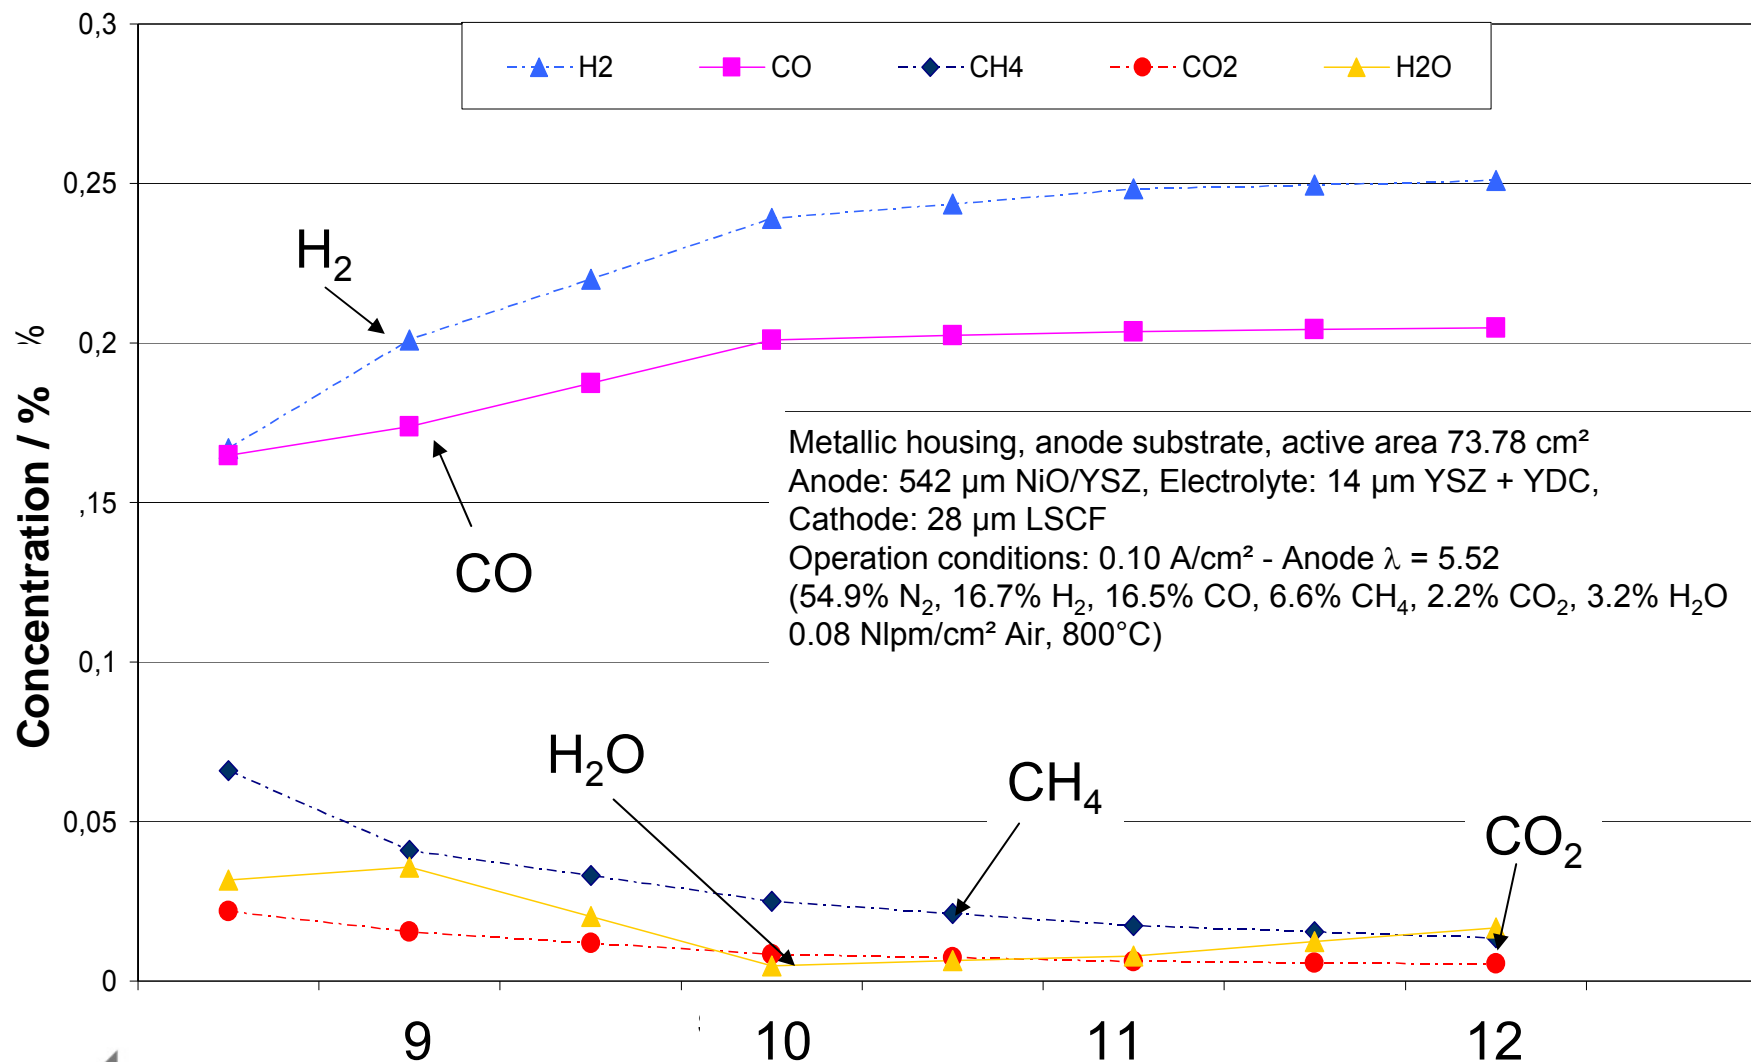 0,3
H2 CO CH4 CO2 H2O
0,25
H₂
0,2
Concentration / % %
CO
,15
Metallic housing, anode substrate, active area 73.78 cm²
Anode: 542 µm NiO/YSZ, Electrolyte: 14 µm YSZ + YDC,
Cathode: 28 µm LSCF
Operation conditions: 0.10 A/cm² - Anode λ = 5.52
(54.9% N₂, 16.7% H₂, 16.5% CO, 6.6% CH₄, 2.2% CO₂, 3.2% H₂O
0.08 Nlpm/cm² Air, 800°C)
,1
H₂O
CH₄
0,05
CO₂
0
9 10 11 12